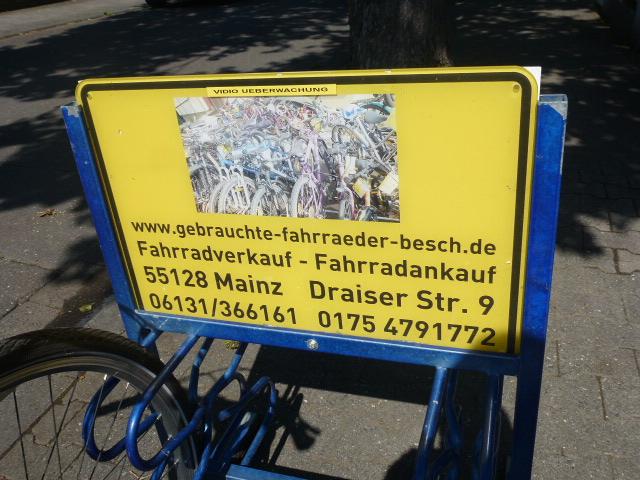 VIDIO UEBERWACHUNG
www.gebrauchte-fahrraeder-besch.de
Fahrradverkauf - Fahrradankauf
55128 Mainz Draiser Str. 9
06131/366161 0175 4791772